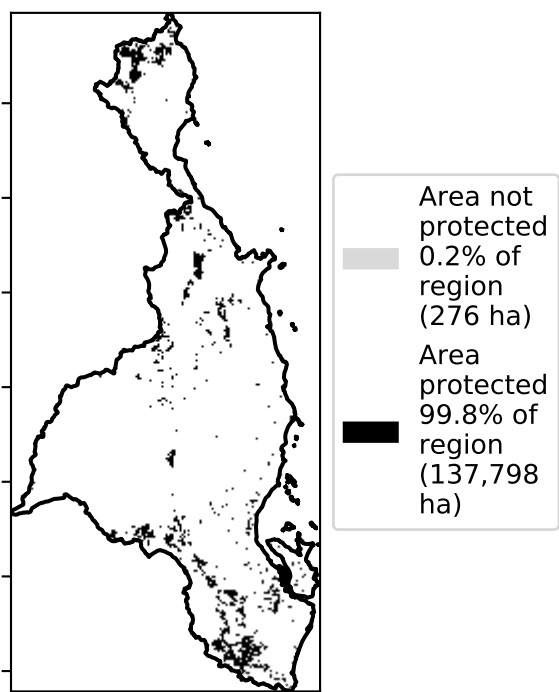 Area not
protected
0.2% of
region
(276 ha)
Area
protected
99.8% of
region
(137,798
ha)